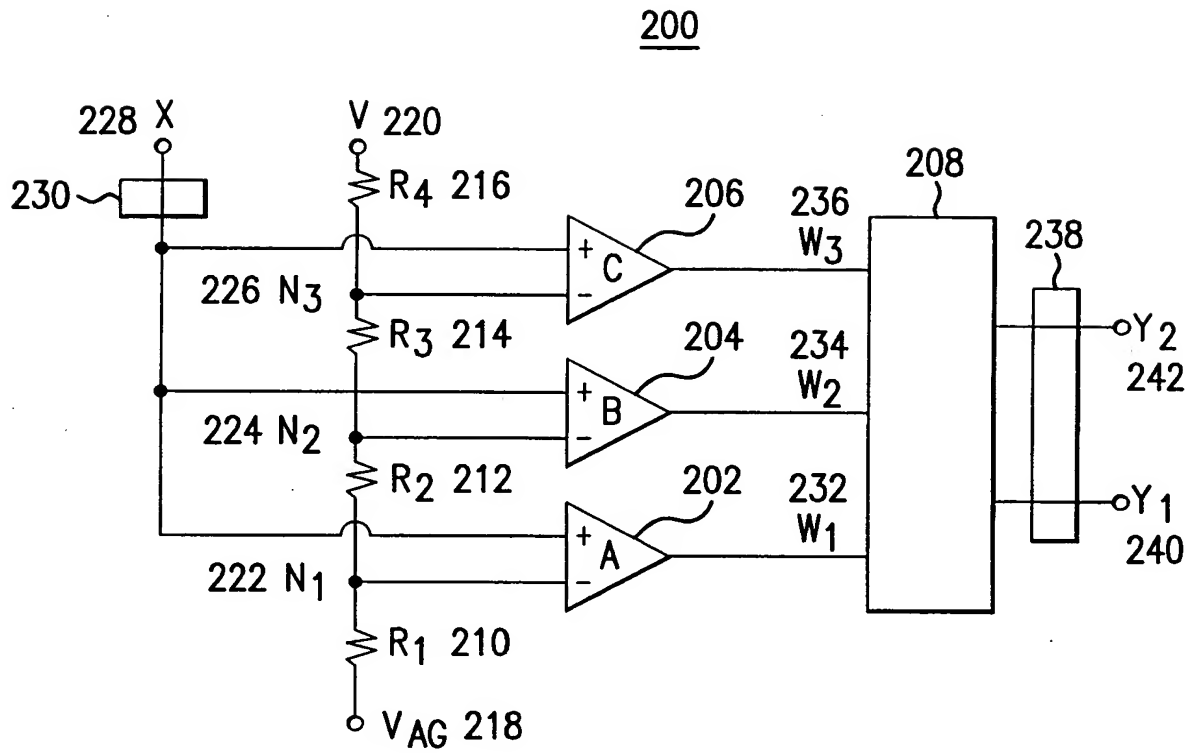 200
228 X
V 220
230
R4 216
206
236
W3
208
238
+
C
−
226 N3
R3 214
204
234
W2
Y2
242
+
B
−
224 N2
R2 212
202
232
W1
Y1
240
+
A
−
222 N1
R1 210
VAG 218